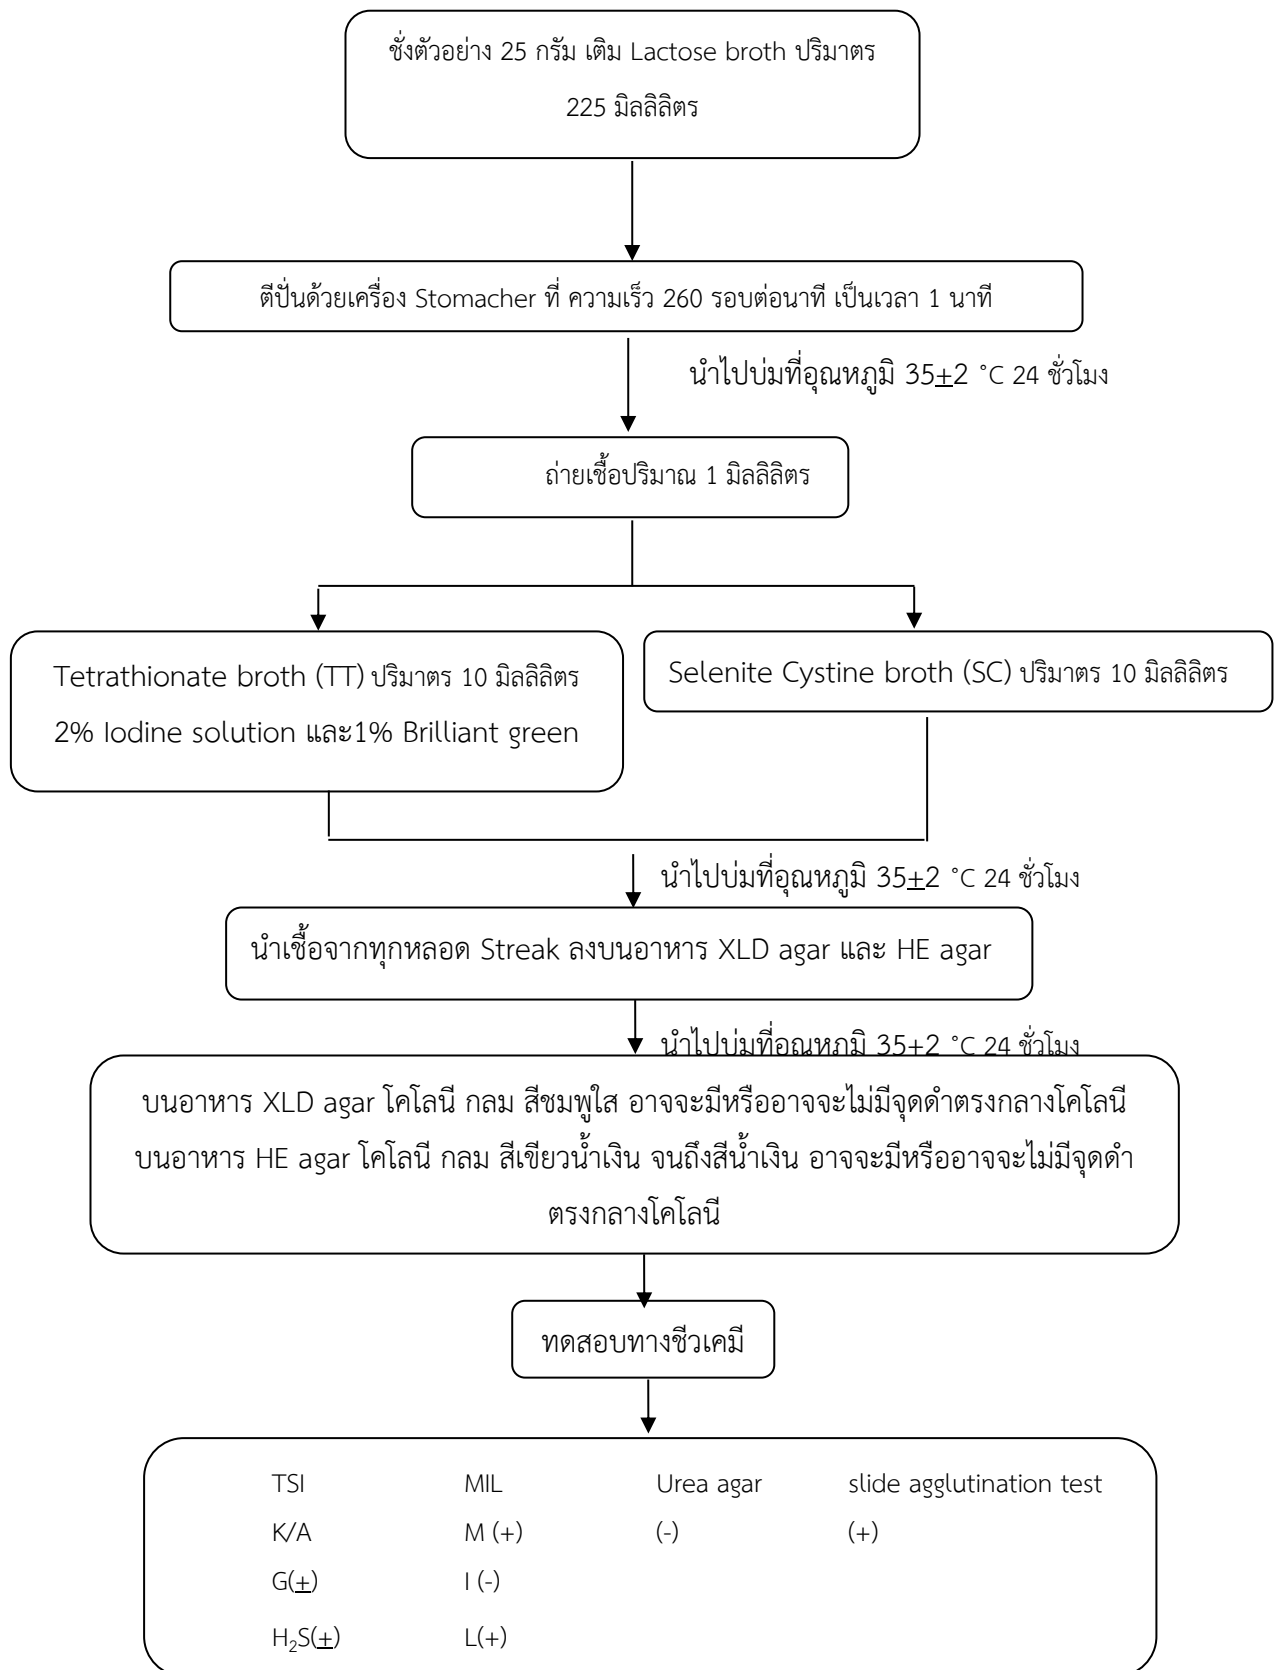 ชั่งตัวอย่าง 25 กรัม เติม Lactose broth ปริมาตร
225 มิลลิลิตร
ตีปั่นด้วยเครื่อง Stomacher ที่ ความเร็ว 260 รอบต่อนาที เป็นเวลา 1 นาที
นำไปบ่มที่อุณหภูมิ 35±2 °C 24 ชั่วโมง
ถ่ายเชื้อปริมาณ 1 มิลลิลิตร
Tetrathionate broth (TT) ปริมาตร 10 มิลลิลิตร
2% Iodine solution และ1% Brilliant green
Selenite Cystine broth (SC) ปริมาตร 10 มิลลิลิตร
นำไปบ่มที่อุณหภูมิ 35±2 °C 24 ชั่วโมง
นำเชื้อจากทุกหลอด Streak ลงบนอาหาร XLD agar และ HE agar
นำไปบ่มที่อุณหภูมิ 35±2 °C 24 ชั่วโมง
บนอาหาร XLD agar โคโลนี กลม สีชมพูใส อาจจะมีหรืออาจจะไม่มีจุดดำตรงกลางโคโลนี
บนอาหาร HE agar โคโลนี กลม สีเขียวน้ำเงิน จนถึงสีน้ำเงิน อาจจะมีหรืออาจจะไม่มีจุดดำ
ตรงกลางโคโลนี
ทดสอบทางชีวเคมี
TSI MIL Urea agar slide agglutination test
K/A M (+) (-) (+)
G(±) I (-)
H₂S(±) L(+)